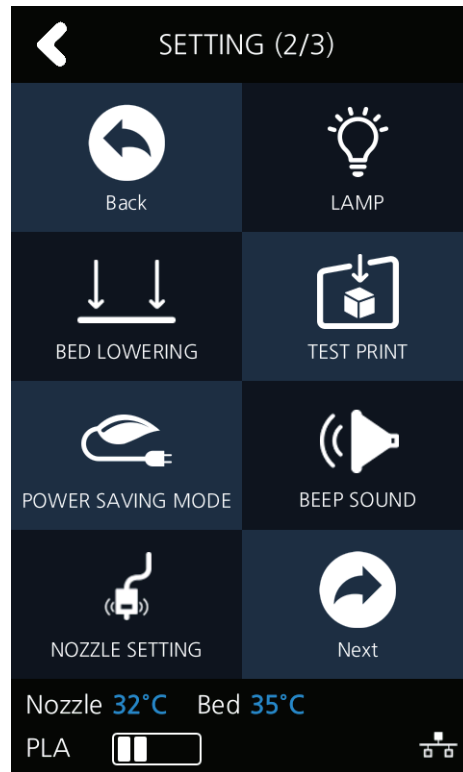 SETTING (2/3)
Back
LAMP
BED LOWERING
TEST PRINT
POWER SAVING MODE
BEEP SOUND
NOZZLE SETTING
Next
Nozzle 32°C Bed 35°C
PLA